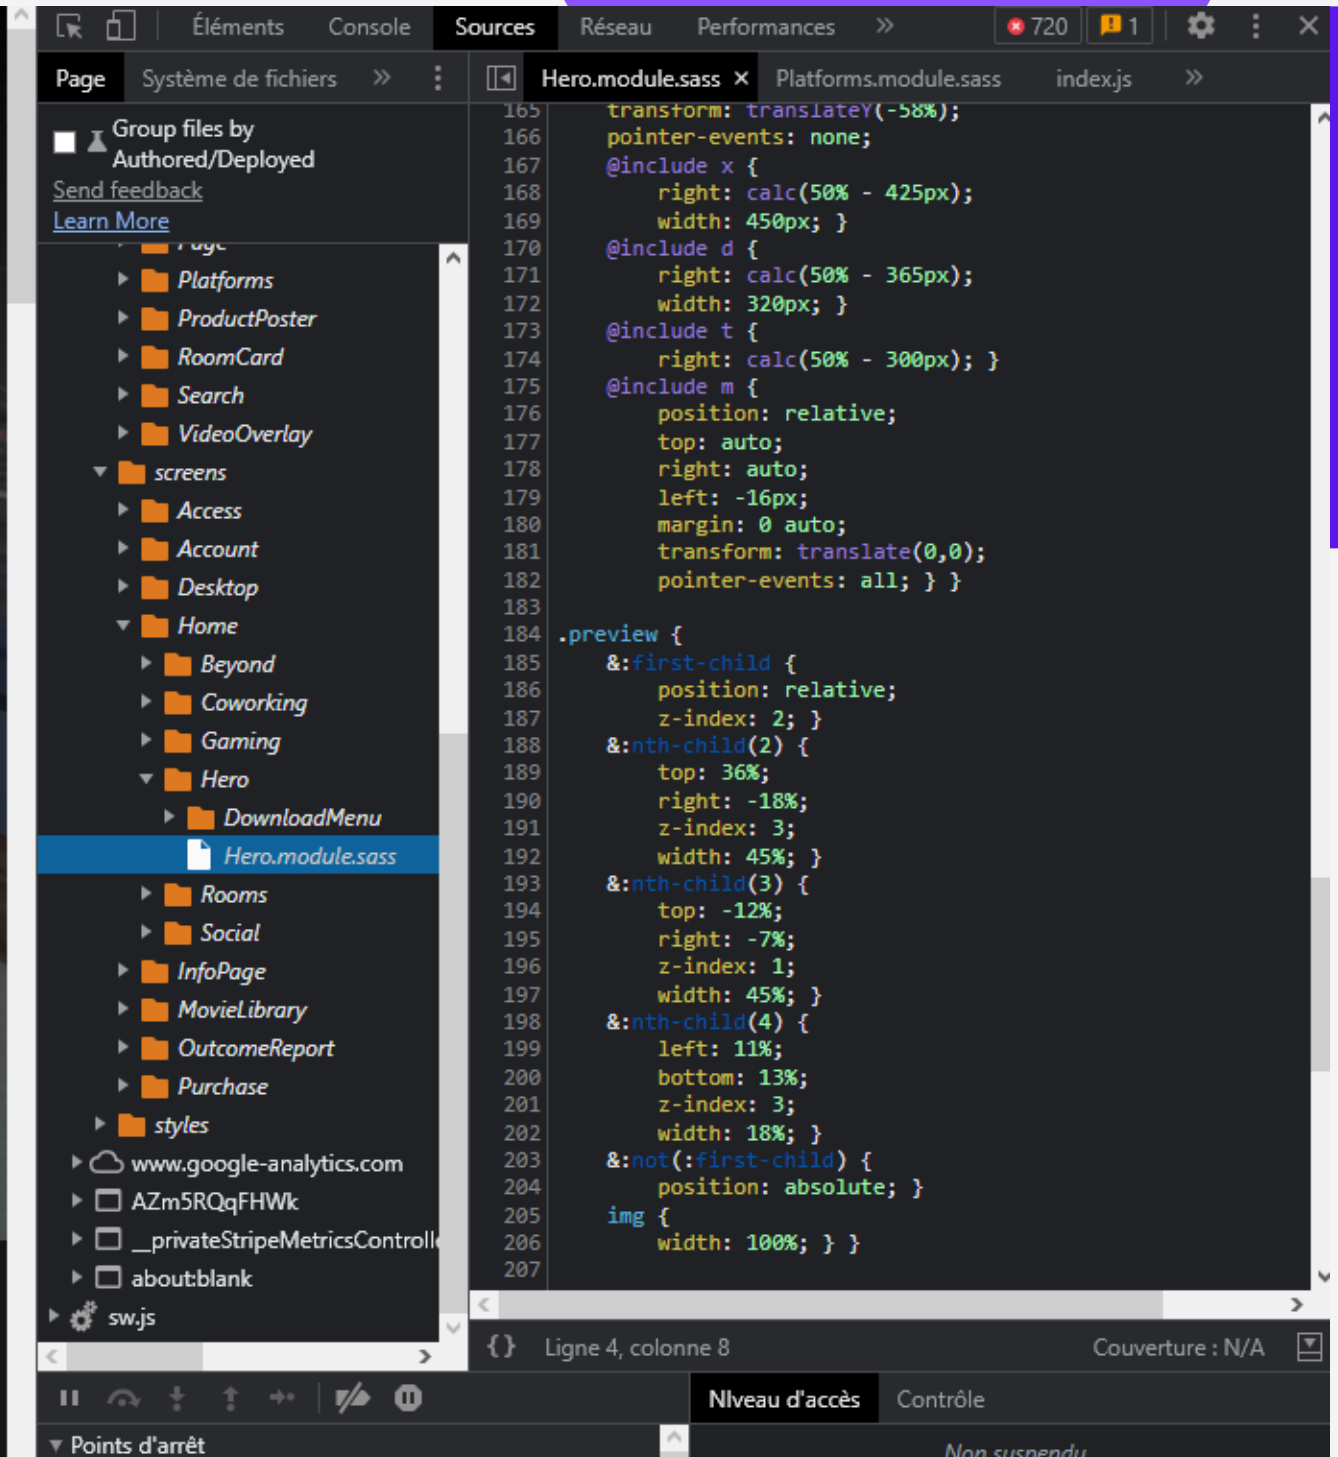 Éléments Console Sources Réseau Performances » 720 1
Page Système de fichiers »
Group files by
Authored/Deployed
Send feedback
Learn More
Page
Platforms
ProductPoster
RoomCard
Search
VideoOverlay
screens
Access
Account
Desktop
Home
Beyond
Coworking
Gaming
Hero
DownloadMenu
Hero.module.sass
Rooms
Social
InfoPage
MovieLibrary
OutcomeReport
Purchase
styles
www.google-analytics.com
AZm5RQqFHWk
__privateStripeMetricsControlle
about:blank
sw.js
Hero.module.sass × Platforms.module.sass index.js »
165 transform: translateY(-58%);
166 pointer-events: none;
167 @include x {
168 right: calc(50% - 425px);
169 width: 450px; }
170 @include d {
171 right: calc(50% - 365px);
172 width: 320px; }
173 @include t {
174 right: calc(50% - 300px); }
175 @include m {
176 position: relative;
177 top: auto;
178 right: auto;
179 left: -16px;
180 margin: 0 auto;
181 transform: translate(0,0);
182 pointer-events: all; } }
183
184 .preview {
185 &:first-child {
186 position: relative;
187 z-index: 2; }
188 &:nth-child(2) {
189 top: 36%;
190 right: -18%;
191 z-index: 3;
192 width: 45%; }
193 &:nth-child(3) {
194 top: -12%;
195 right: -7%;
196 z-index: 1;
197 width: 45%; }
198 &:nth-child(4) {
199 left: 11%;
200 bottom: 13%;
201 z-index: 3;
202 width: 18%; }
203 &:not(:first-child) {
204 position: absolute; }
205 img {
206 width: 100%; } }
207
{} Ligne 4, colonne 8 Couverture : N/A
NIveau d'accès Contrôle
Points d'arrêt
Non suspendu